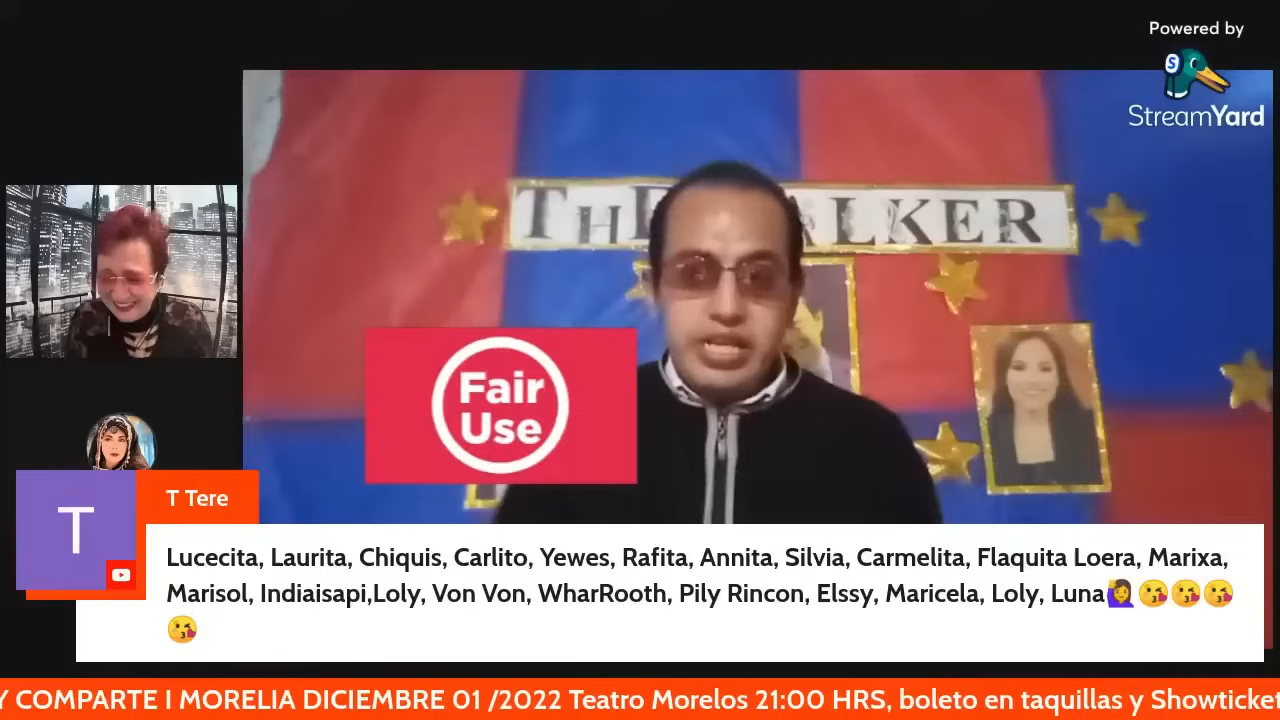 Powered by
S
StreamYard
THE ALKER
Fair
Use
T
T Tere
Lucecita, Laurita, Chiquis, Carlito, Yewes, Rafita, Annita, Silvia, Carmelita, Flaquita Loera, Marixa,
Marisol, Indiaisapi,Loly, Von Von, WharRooth, Pily Rincon, Elssy, Maricela, Loly, Luna🙋‍♀️😘😘😘
😘
Y COMPARTE I MORELIA DICIEMBRE 01 /2022 Teatro Morelos 21:00 HRS, boleto en taquillas y Showticket